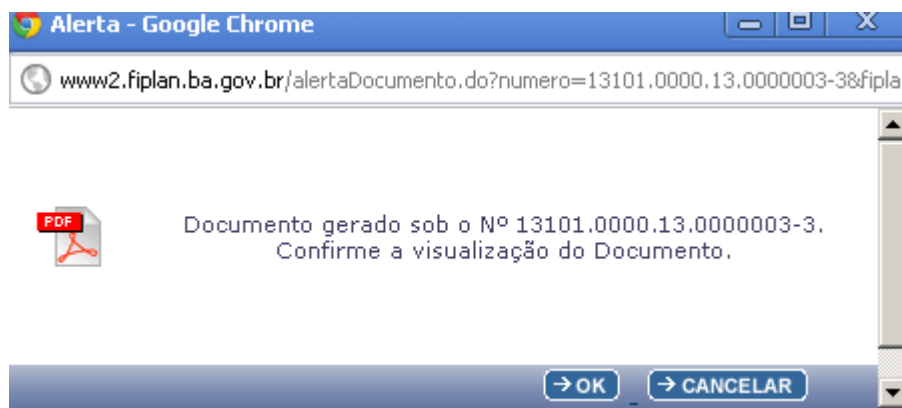 Alerta - Google Chrome
www2.fiplan.ba.gov.br/alertaDocumento.do?numero=13101.0000.13.0000003-3&fipla
PDF
Documento gerado sob o Nº 13101.0000.13.0000003-3.
Confirme a visualização do Documento.
OK CANCELAR